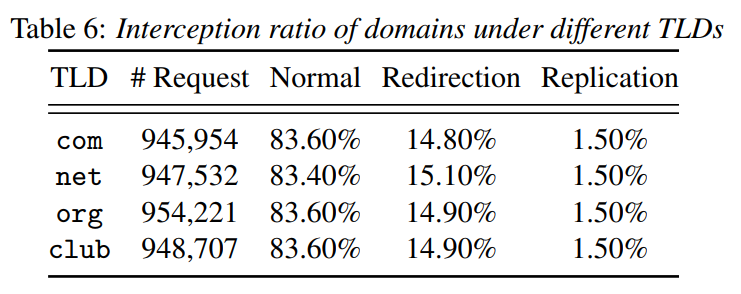 Table 6: Interception ratio of domains under different TLDs
TLD # Request Normal Redirection Replication
com 945,954 83.60% 14.80% 1.50%
net 947,532 83.40% 15.10% 1.50%
org 954,221 83.60% 14.90% 1.50%
club 948,707 83.60% 14.90% 1.50%